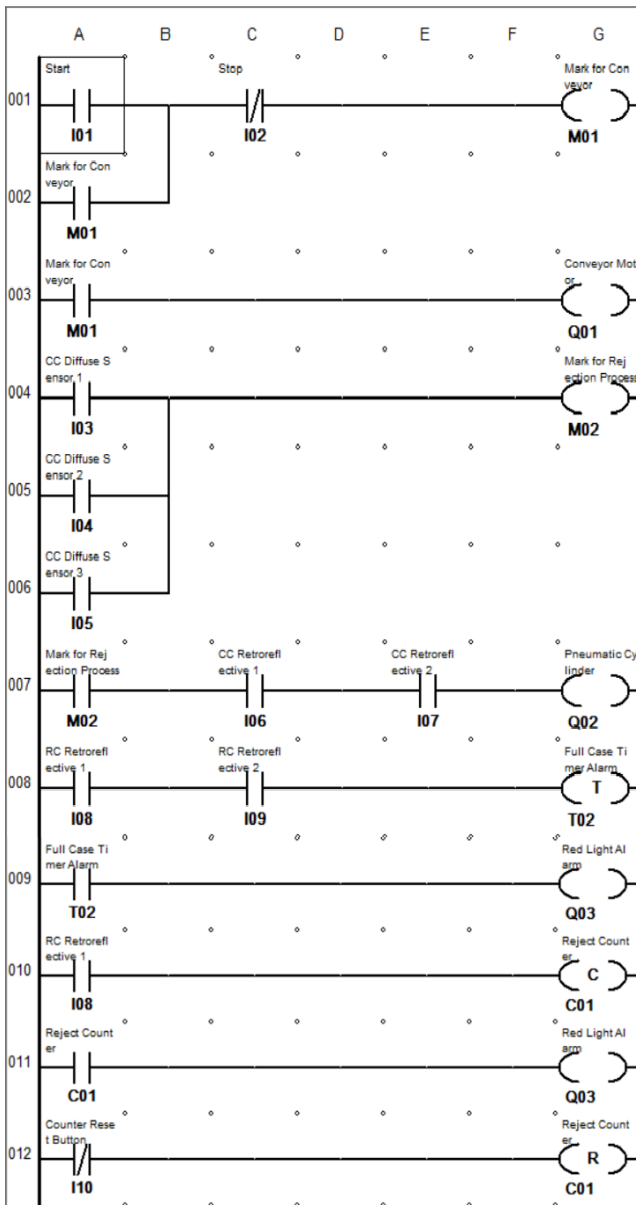 A B C D E F G
Start Stop Mark for Con
veyor
001
I01 I02 M01
Mark for Con
veyor
002
M01
Mark for Con Conveyor Mot
veyor or
003
M01 Q01
CC Diffuse S Mark for Rej
ensor 1 ection Process
004
I03 M02
CC Diffuse S
ensor 2
005
I04
CC Diffuse S
ensor 3
006
I05
Mark for Rej CC Retrorefl CC Retrorefl Pneumatic Cy
ection Process ective 1 ective 2 linder
007
M02 I06 I07 Q02
RC Retrorefl RC Retrorefl Full Case Ti
ective 1 ective 2 mer Alarm
008 T
I08 I09 T02
Full Case Ti Red Light Al
mer Alarm arm
009
T02 Q03
RC Retrorefl Reject Count
ective 1 er
010 C
I08 C01
Reject Count Red Light Al
er arm
011
C01 Q03
Counter Rese Reject Count
t Button er
012 R
I10 C01